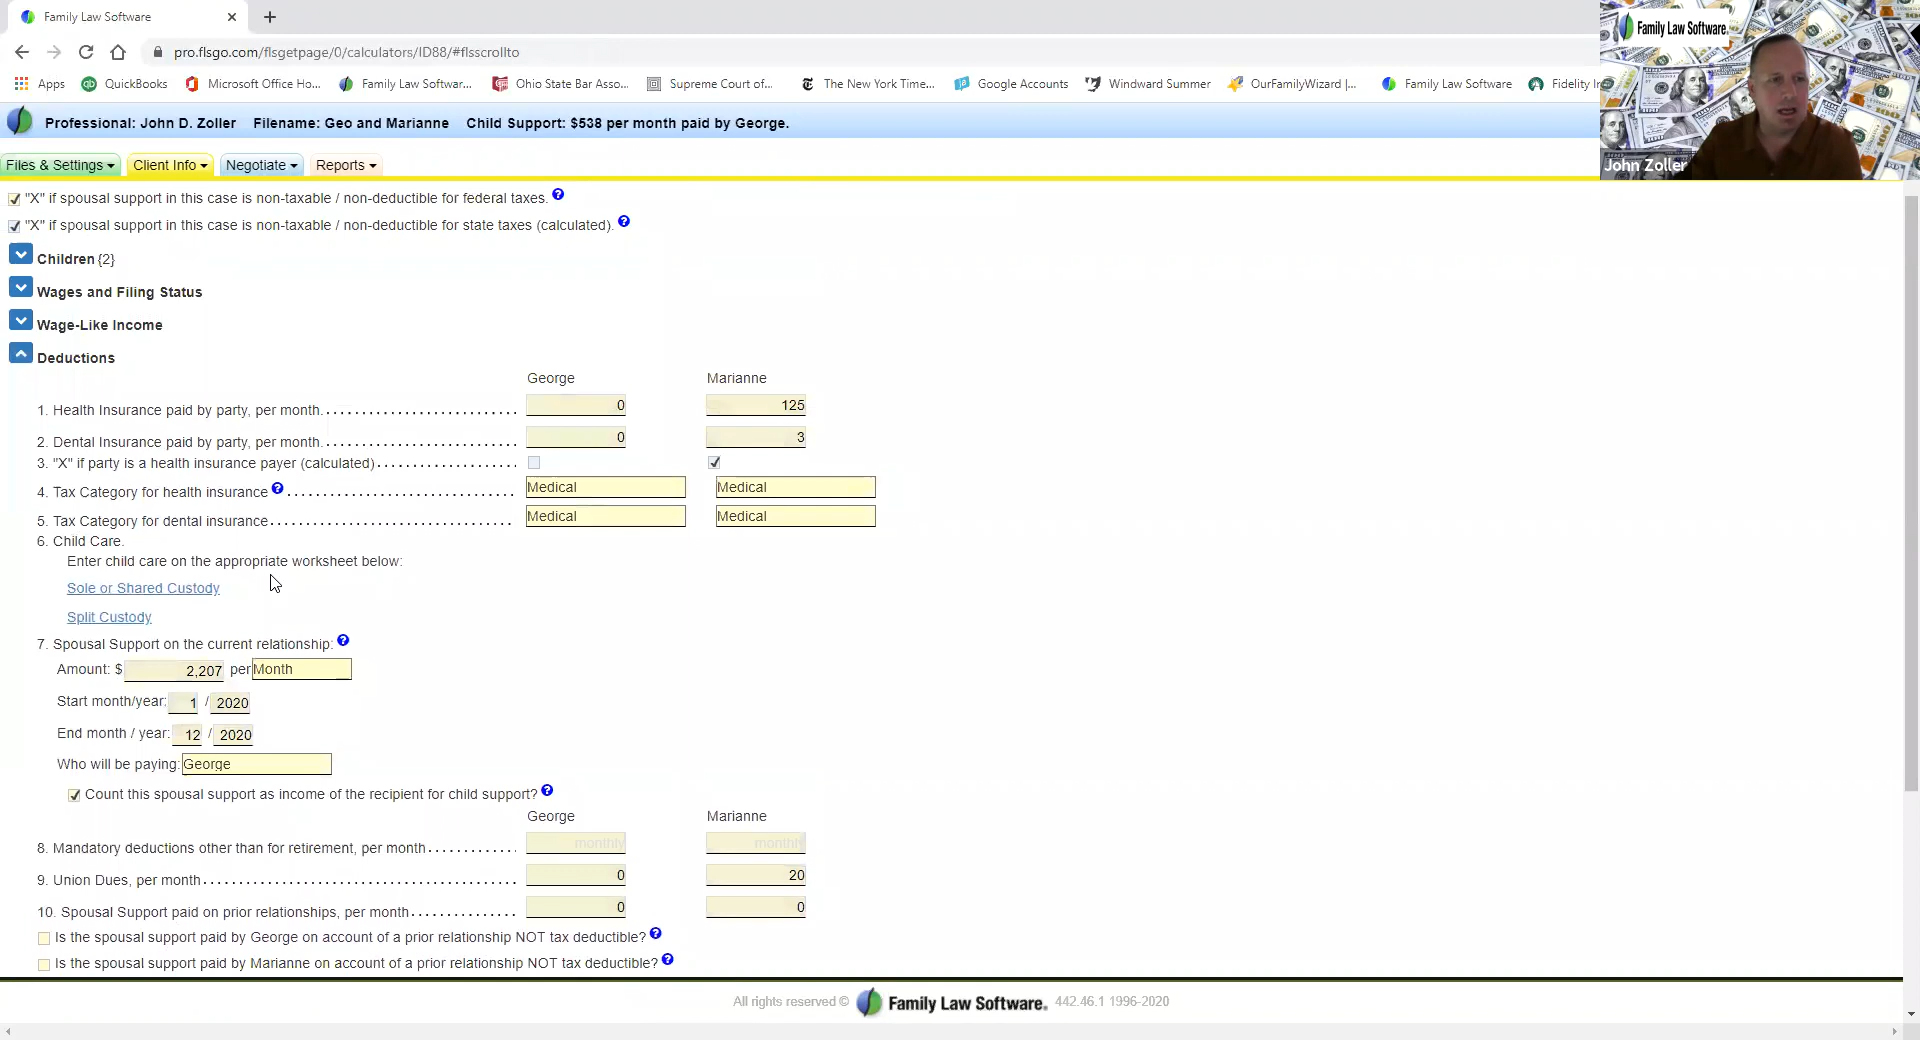 Family Law Software
pro.flsgo.com/flsgetpage/0/calculators/ID88/#flsscrollto
Apps QuickBooks Microsoft Office Ho... Family Law Softwar... Ohio State Bar Asso... Supreme Court of... The New York Time... Google Accounts Windward Summer OurFamilyWizard |... Family Law Software Fidelity In
Family Law Software.
John Zoller
Professional: John D. Zoller Filename: Geo and Marianne Child Support: $538 per month paid by George.
Files & Settings Client Info Negotiate Reports
"X" if spousal support in this case is non-taxable / non-deductible for federal taxes. ?
"X" if spousal support in this case is non-taxable / non-deductible for state taxes (calculated). ?
Children {2}
Wages and Filing Status
Wage-Like Income
Deductions
George Marianne
1. Health Insurance paid by party, per month. 0 125
2. Dental Insurance paid by party, per month. 0 3
3. "X" if party is a health insurance payer (calculated)
4. Tax Category for health insurance ? Medical Medical
5. Tax Category for dental insurance Medical Medical
6. Child Care.
Enter child care on the appropriate worksheet below:
Sole or Shared Custody
Split Custody
7. Spousal Support on the current relationship: ?
Amount: $ 2,207 per Month
Start month/year: 1 / 2020
End month / year: 12 / 2020
Who will be paying: George
Count this spousal support as income of the recipient for child support? ?
George Marianne
8. Mandatory deductions other than for retirement, per month monthly monthly
9. Union Dues, per month 0 20
10. Spousal Support paid on prior relationships, per month 0 0
Is the spousal support paid by George on account of a prior relationship NOT tax deductible? ?
Is the spousal support paid by Marianne on account of a prior relationship NOT tax deductible? ?
All rights reserved © Family Law Software. 442.46.1 1996-2020